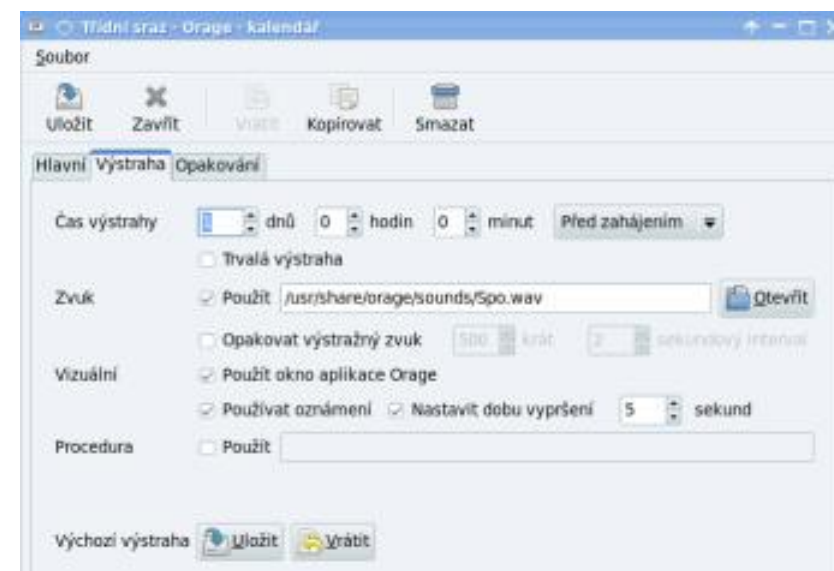 Třídní sraz - Orage - kalendář
Soubor
Uložit Zavřít Vrátit Kopírovat Smazat
Hlavní Výstraha Opakování
Čas výstrahy dnů 0 hodin 0 minut Před zahájením
Trvalá výstraha
Zvuk Použít /usr/share/orage/sounds/Spo.wav Otevřít
Opakovat výstražný zvuk 500 krát 2 sekundový interval
Vizuální Použít okno aplikace Orage
Používat oznámení Nastavit dobu vypršení 5 sekund
Procedura Použít
Výchozí výstraha Uložit Vrátit